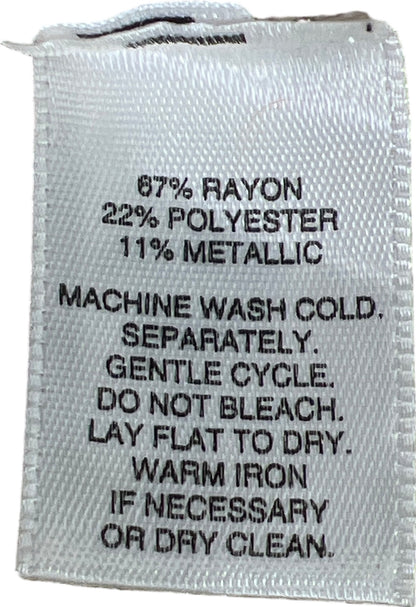 67% RAYON
22% POLYESTER
11% METALLIC
MACHINE WASH COLD.
SEPARATELY.
GENTLE CYCLE.
DO NOT BLEACH.
LAY FLAT TO DRY.
WARM IRON
IF NECESSARY
OR DRY CLEAN.